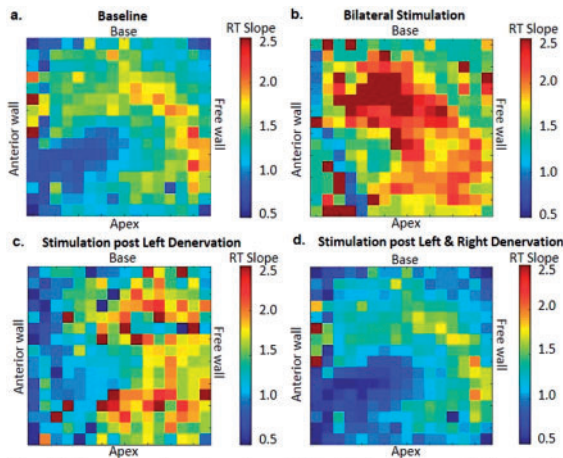 a.
Baseline
RT Slope
Base
Anterior wall
Free wall
Apex
2.5
2.0
1.5
1.0
0.5
b.
Bilateral Stimulation
RT Slope
Base
Anterior wall
Free wall
Apex
2.5
2.0
1.5
1.0
0.5
c.
Stimulation post Left Denervation
RT Slope
Base
Anterior wall
Free wall
Apex
2.5
2.0
1.5
1.0
0.5
d.
Stimulation post Left & Right Denervation
RT Slope
Base
Anterior wall
Free wall
Apex
2.5
2.0
1.5
1.0
0.5